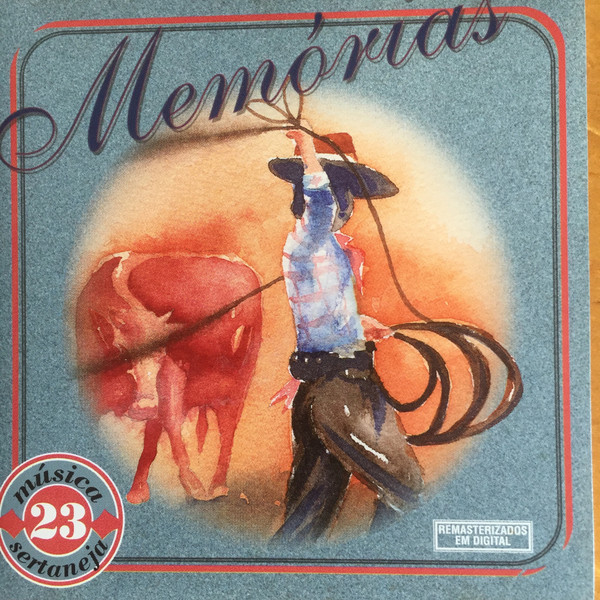 Memórias
música
23
sertaneja
REMASTERIZADOS
EM DIGITAL